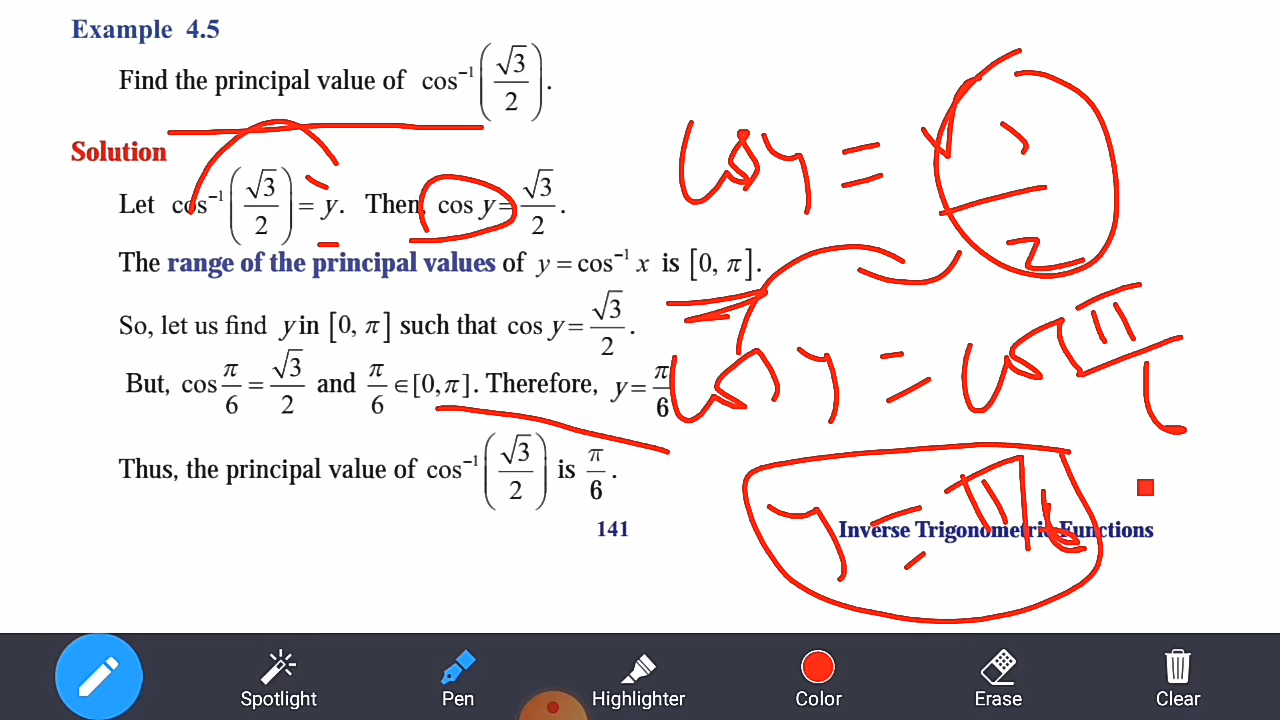 Example 4.5
Find the principal value of cos⁻¹(√3/2).
Solution
Let cos⁻¹(√3/2) = y. Then, cos y = √3/2.
The range of the principal values of y = cos⁻¹ x is [0, π].
So, let us find y in [0, π] such that cos y = √3/2.
But, cos π/6 = √3/2 and π/6 ∈ [0, π]. Therefore, y = π/6
Thus, the principal value of cos⁻¹(√3/2) is π/6.
141 Inverse Trigonometric Functions
cos y = √3/2
cos y = cos π/6
y = π/6
Spotlight Pen Highlighter Color Erase Clear